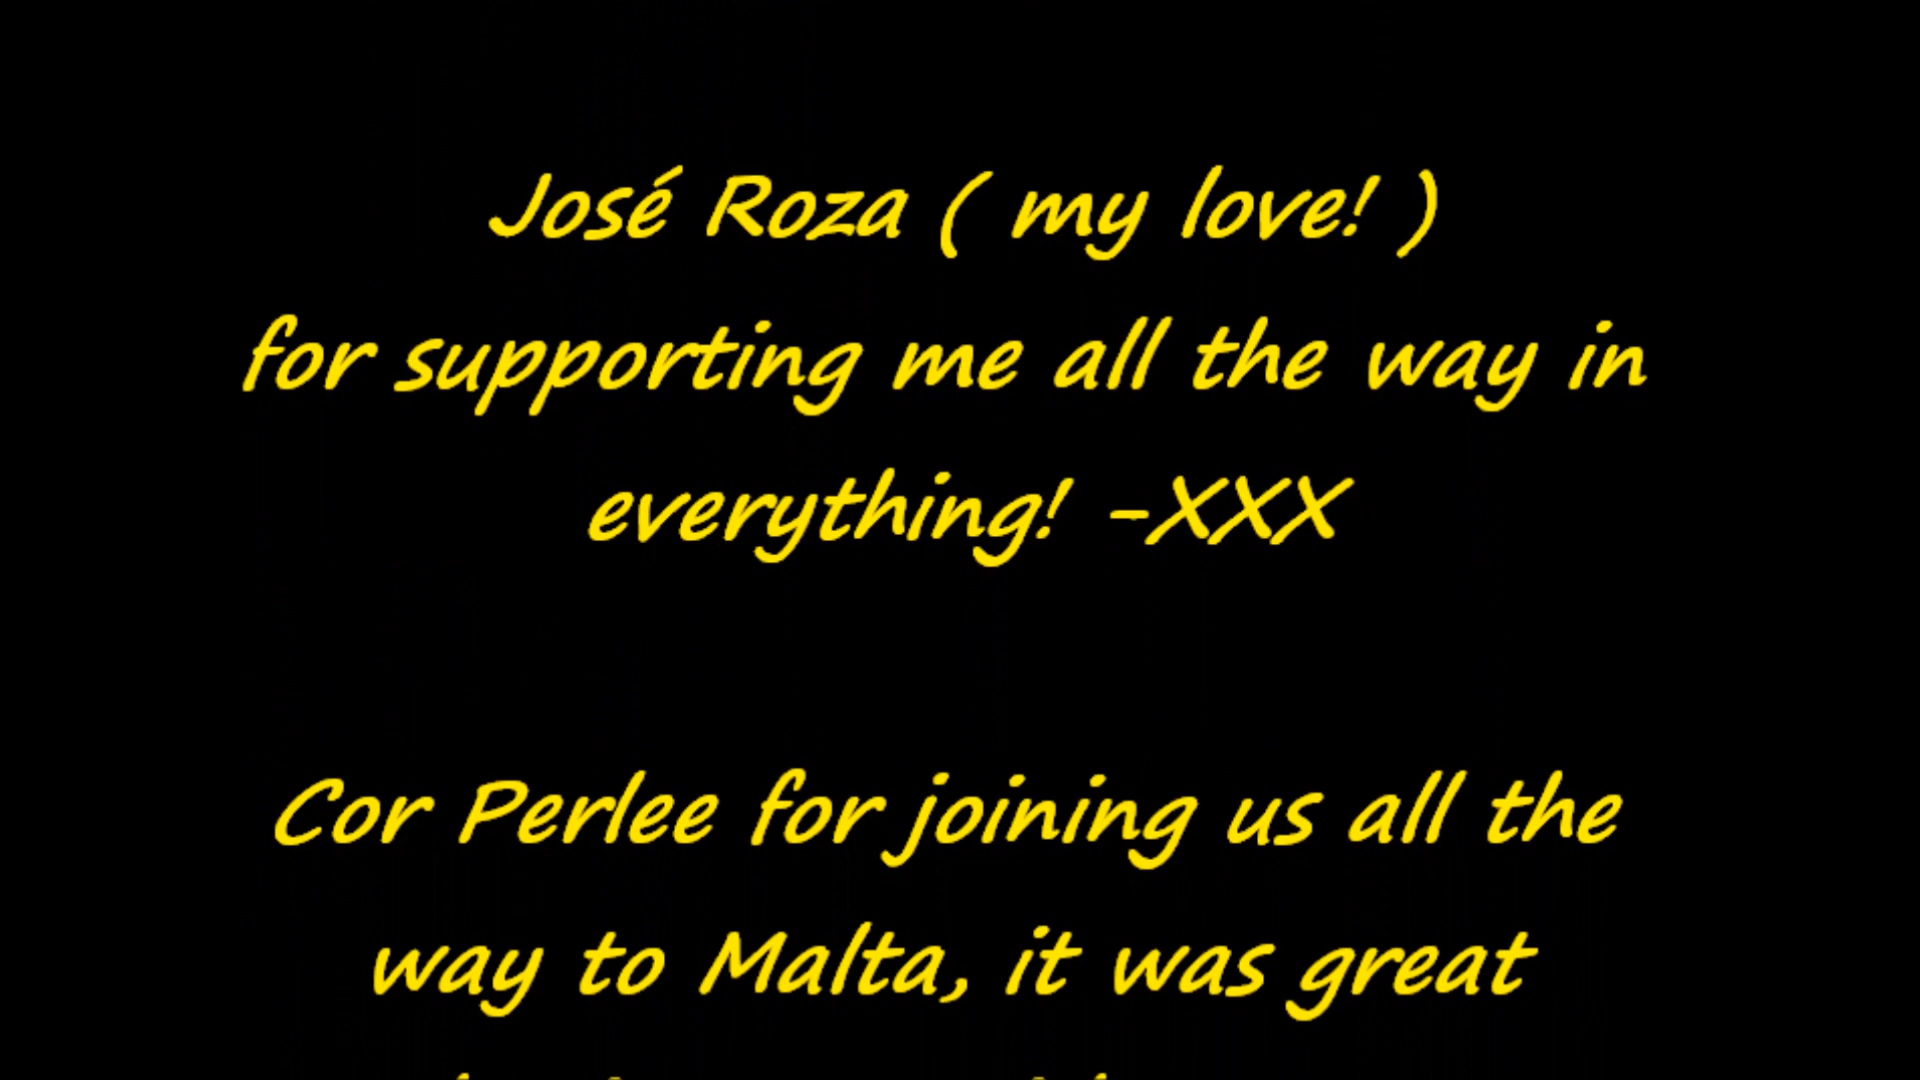 José Roza ( my love! )
for supporting me all the way in
everything! -XXX
Cor Perlee for joining us all the
way to Malta, it was great